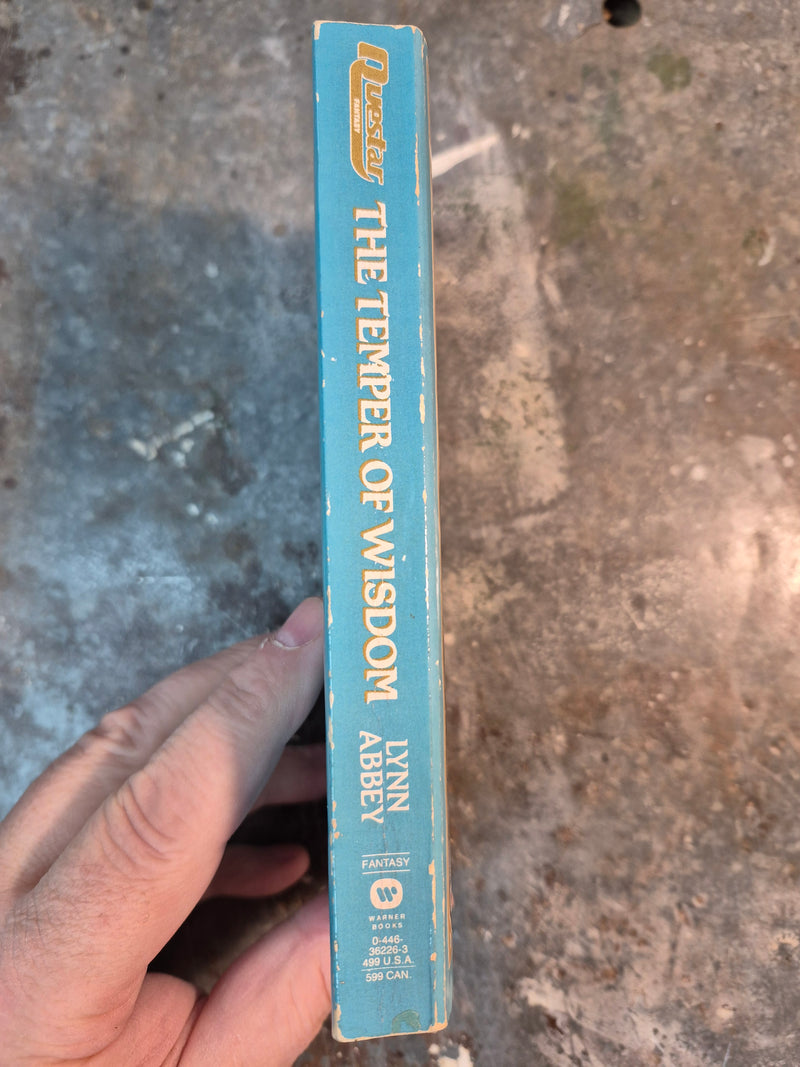 Questar
FANTASY
THE TEMPER OF WISDOM
LYNN
ABBEY
FANTASY
WARNER
BOOKS
0-446-
36226-3
499 U.S.A.
599 CAN.